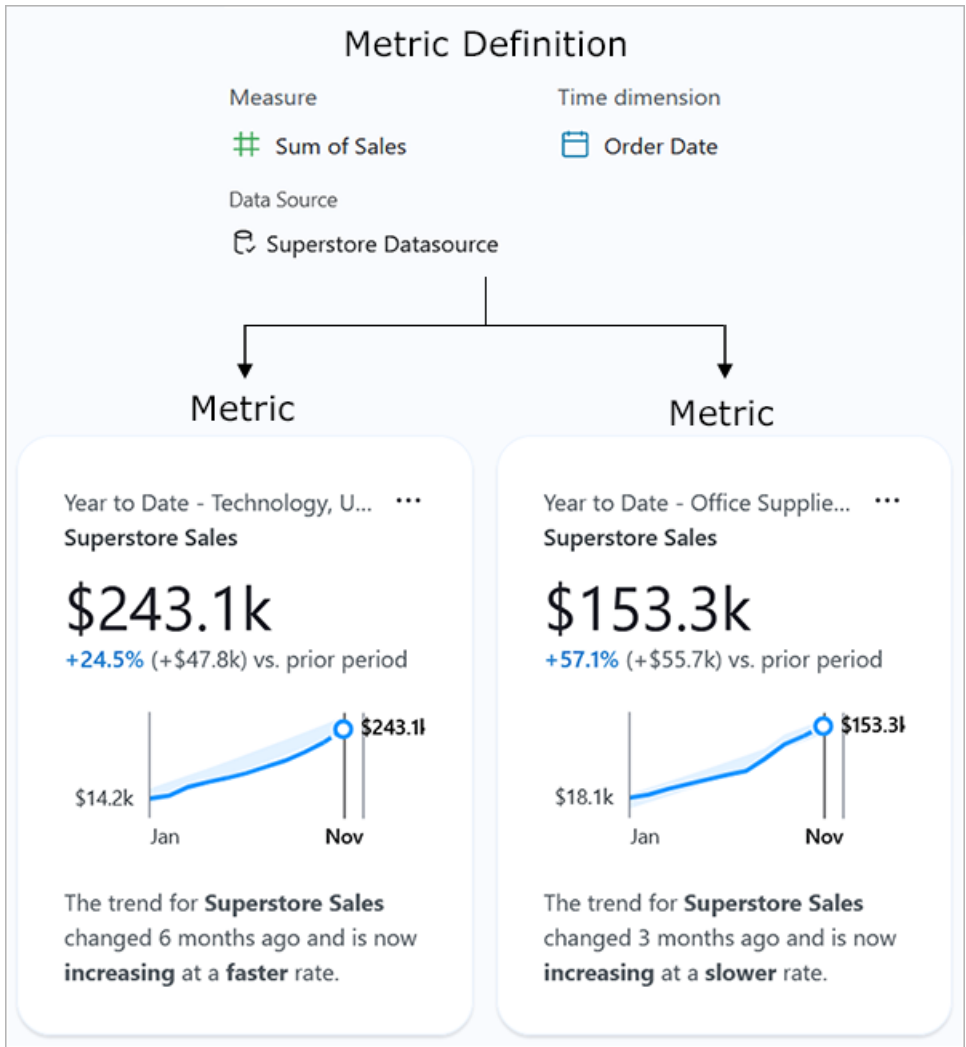 Metric Definition
Measure
Time dimension
Sum of Sales
Order Date
Data Source
Superstore Datasource
Metric
Year to Date - Technology, U...
Superstore Sales
$243.1k
+24.5% (+$47.8k) vs. prior period
$243.1k
$14.2k
Jan
Nov
The trend for Superstore Sales
changed 6 months ago and is now
increasing at a faster rate.
Metric
Year to Date - Office Supplie...
Superstore Sales
$153.3k
+57.1% (+$55.7k) vs. prior period
$153.3k
$18.1k
Jan
Nov
The trend for Superstore Sales
changed 3 months ago and is now
increasing at a slower rate.